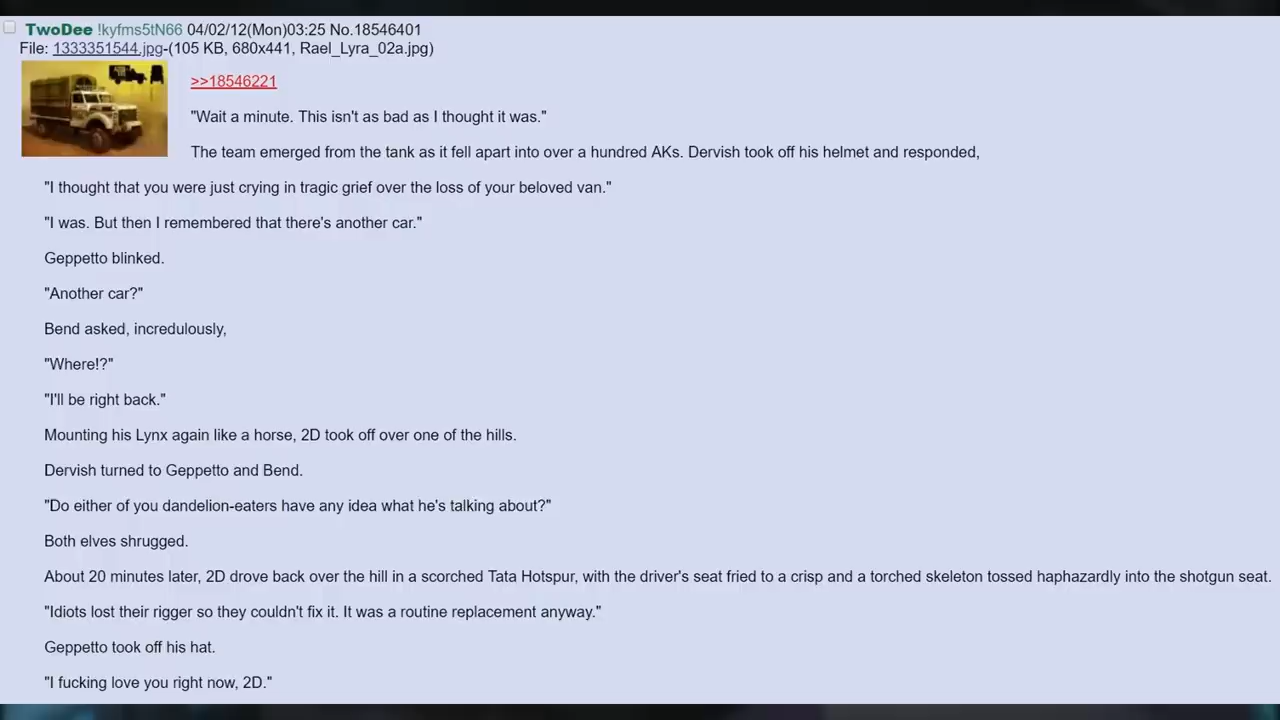 TwoDee !kyfms5tN66 04/02/12(Mon)03:25 No.18546401
File: 1333351544.jpg-(105 KB, 680x441, Rael_Lyra_02a.jpg)
>>18546221
"Wait a minute. This isn't as bad as I thought it was."
The team emerged from the tank as it fell apart into over a hundred AKs. Dervish took off his helmet and responded,
"I thought that you were just crying in tragic grief over the loss of your beloved van."
"I was. But then I remembered that there's another car."
Geppetto blinked.
"Another car?"
Bend asked, incredulously,
"Where!?"
"I'll be right back."
Mounting his Lynx again like a horse, 2D took off over one of the hills.
Dervish turned to Geppetto and Bend.
"Do either of you dandelion-eaters have any idea what he's talking about?"
Both elves shrugged.
About 20 minutes later, 2D drove back over the hill in a scorched Tata Hotspur, with the driver's seat fried to a crisp and a torched skeleton tossed haphazardly into the shotgun seat.
"Idiots lost their rigger so they couldn't fix it. It was a routine replacement anyway."
Geppetto took off his hat.
"I fucking love you right now, 2D."